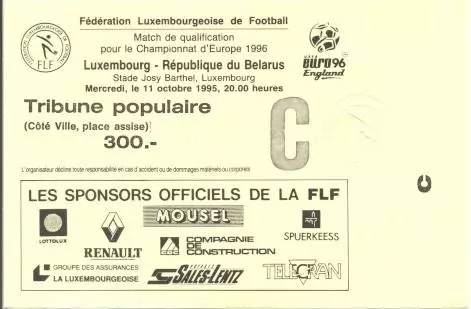 Fédération Luxembourgeoise de Football
Match de qualification
pour le Championnat d'Europe 1996
Luxembourg - République du Belarus
Stade Josy Barthel, Luxembourg
Mercredi, le 11 octobre 1995, 20.00 heures
FLF
EURO96
England
Tribune populaire
(Côté Ville, place assise)
300.-
C
C
L'organisateur décline toute responsabilité en cas d'accident ou de dommages matériels ou corporels
LES SPONSORS OFFICIELS DE LA FLF
LOTTOLUX
RENAULT
MOUSEL
SPUERKEESS
CDC
COMPAGNIE
DE
CONSTRUCTION
GROUPE DES ASSURANCES
LA LUXEMBOURGEOISE
SALES-LENTZ
TELECRAN